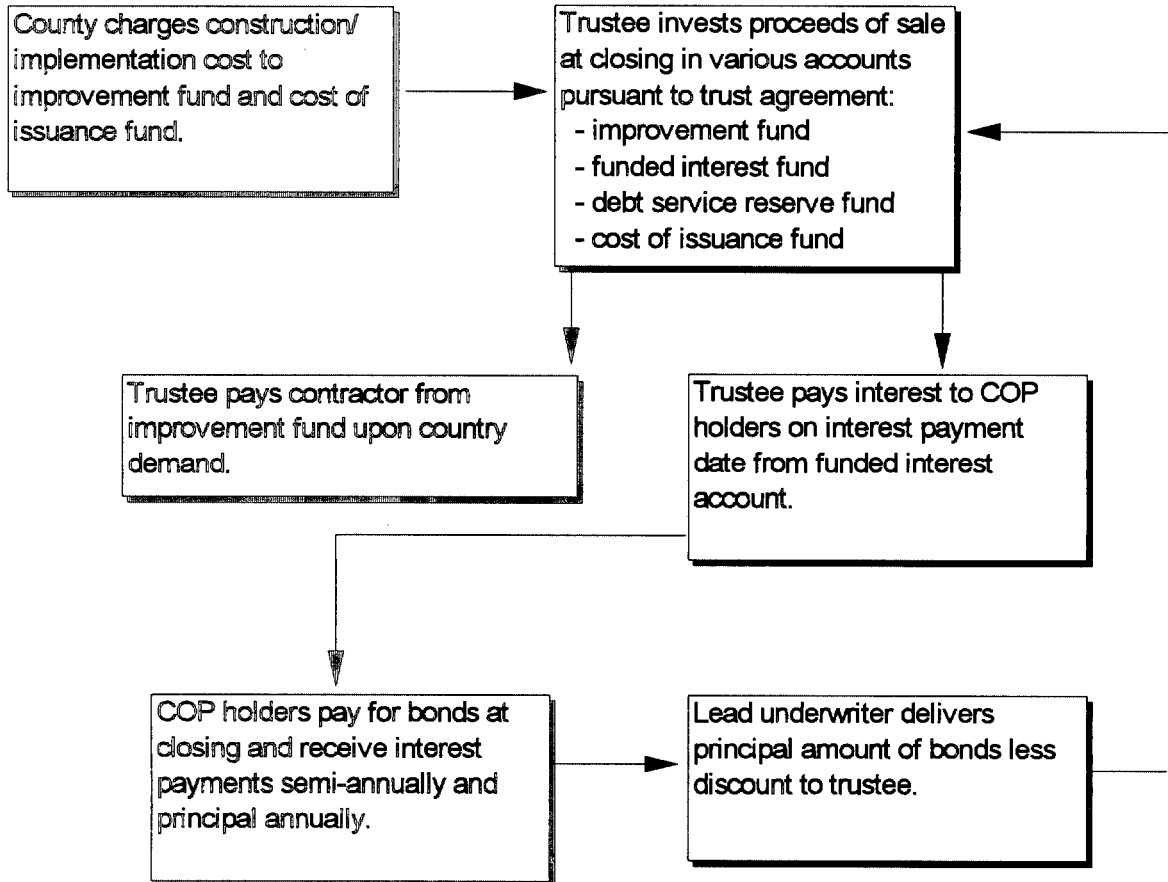 County charges construction/
implementation cost to
improvement fund and cost of
issuance fund.
Trustee invests proceeds of sale
at closing in various accounts
pursuant to trust agreement:
- improvement fund
- funded interest fund
- debt service reserve fund
- cost of issuance fund
Trustee pays contractor from
improvement fund upon country
demand.
Trustee pays interest to COP
holders on interest payment
date from funded interest
account.
COP holders pay for bonds at
closing and receive interest
payments semi-annually and
principal annually.
Lead underwriter delivers
principal amount of bonds less
discount to trustee.